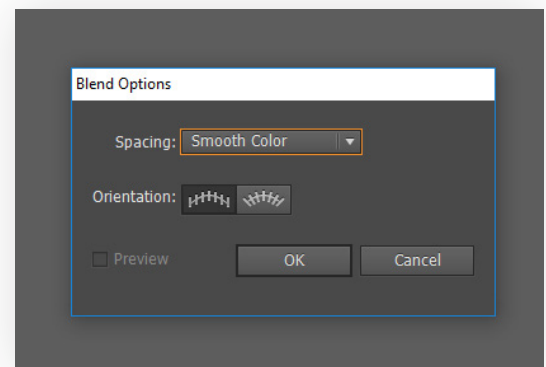 Blend Options
Spacing: Smooth Color
Orientation:
Preview OK Cancel